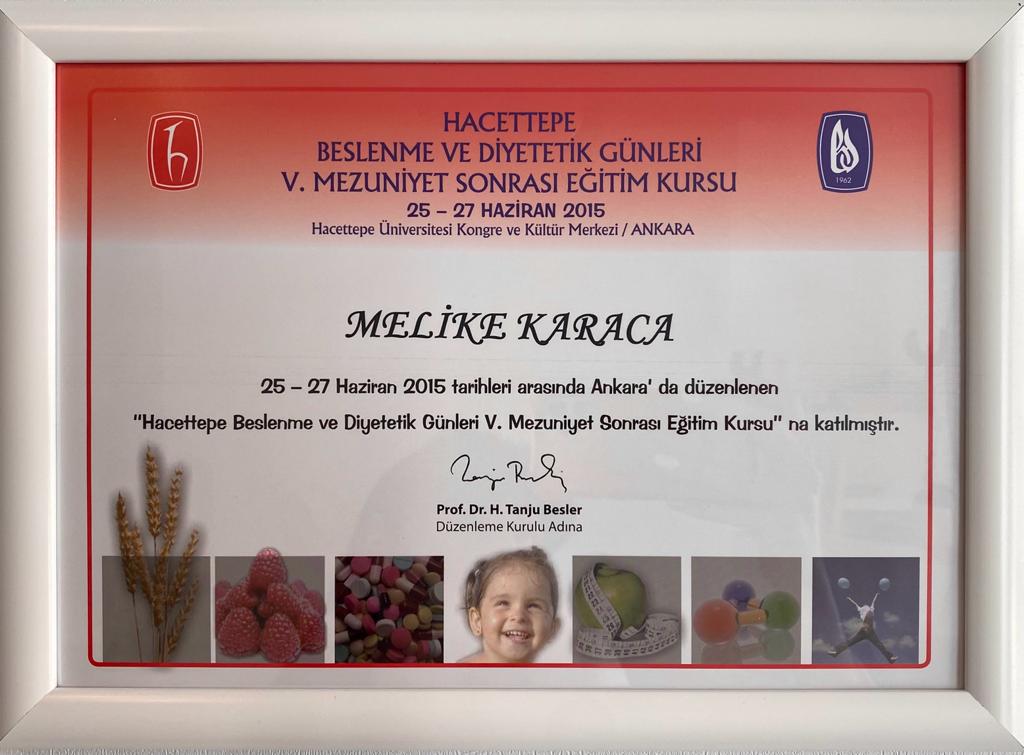 HACETTEPE
BESLENME VE DİYETETİK GÜNLERİ
V. MEZUNİYET SONRASI EĞİTİM KURSU
25 – 27 HAZİRAN 2015
Hacettepe Üniversitesi Kongre ve Kültür Merkezi / ANKARA
1962
MELİKE KARACA
25 – 27 Haziran 2015 tarihleri arasında Ankara' da düzenlenen
"Hacettepe Beslenme ve Diyetetik Günleri V. Mezuniyet Sonrası Eğitim Kursu" na katılmıştır.
Prof. Dr. H. Tanju Besler
Düzenleme Kurulu Adına